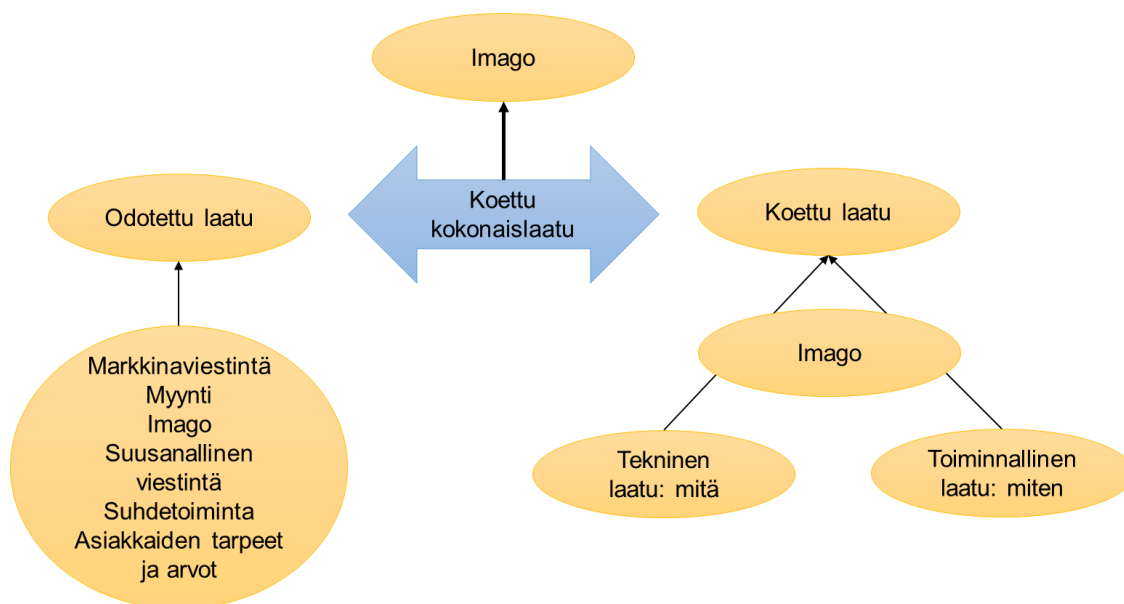 Imago
Koettu
kokonaislaatu
Odotettu laatu
Koettu laatu
Markkinaviestintä
Myynti
Imago
Suusanallinen
viestintä
Suhdetoiminta
Asiakkaiden tarpeet
ja arvot
Imago
Tekninen
laatu: mitä
Toiminnallinen
laatu: miten